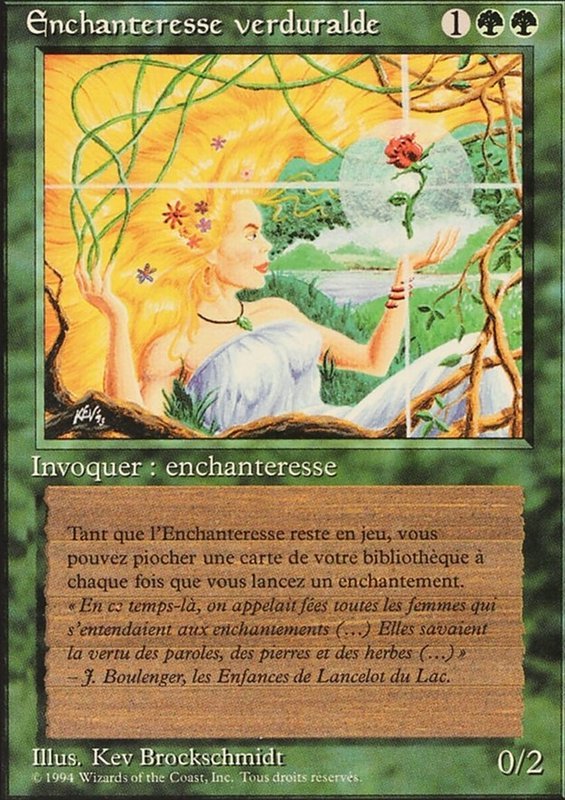 Enchanteresse verduralde 1
KEV '93
Invoquer : enchanteresse
Tant que l'Enchanteresse reste en jeu, vous
pouvez piocher une carte de votre bibliothèque à
chaque fois que vous lancez un enchantement.
« En ce temps-là, on appelait fées toutes les femmes qui
s'entendaient aux enchantements (...) Elles savaient
la vertu des paroles, des pierres et des herbes (...) »
– J. Boulenger, les Enfances de Lancelot du Lac.
Illus. Kev Brockschmidt
0/2
© 1994 Wizards of the Coast, Inc. Tous droits réservés.